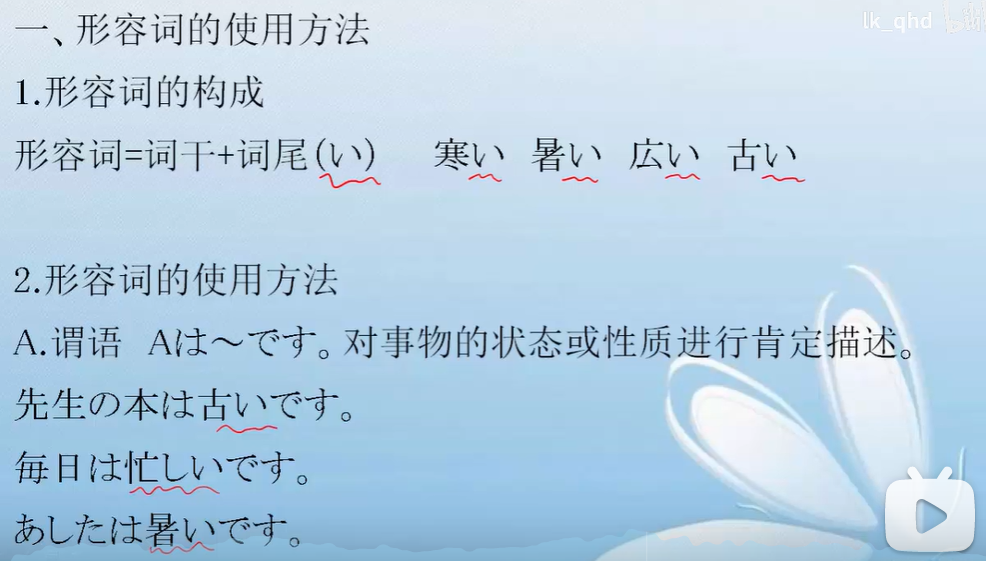 lk_qhd
一、形容词的使用方法
1.形容词的构成
形容词=词干+词尾(い) 寒い 暑い 広い 古い
2.形容词的使用方法
A.谓语 Aは～です。对事物的状态或性质进行肯定描述。
先生の本は古いです。
毎日は忙しいです。
あしたは暑いです。